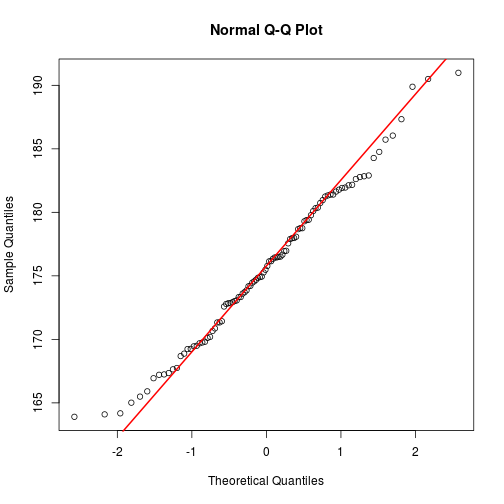 Normal Q-Q Plot
190
185
180
175
170
165
Sample Quantiles
-2 -1 0 1 2
Theoretical Quantiles